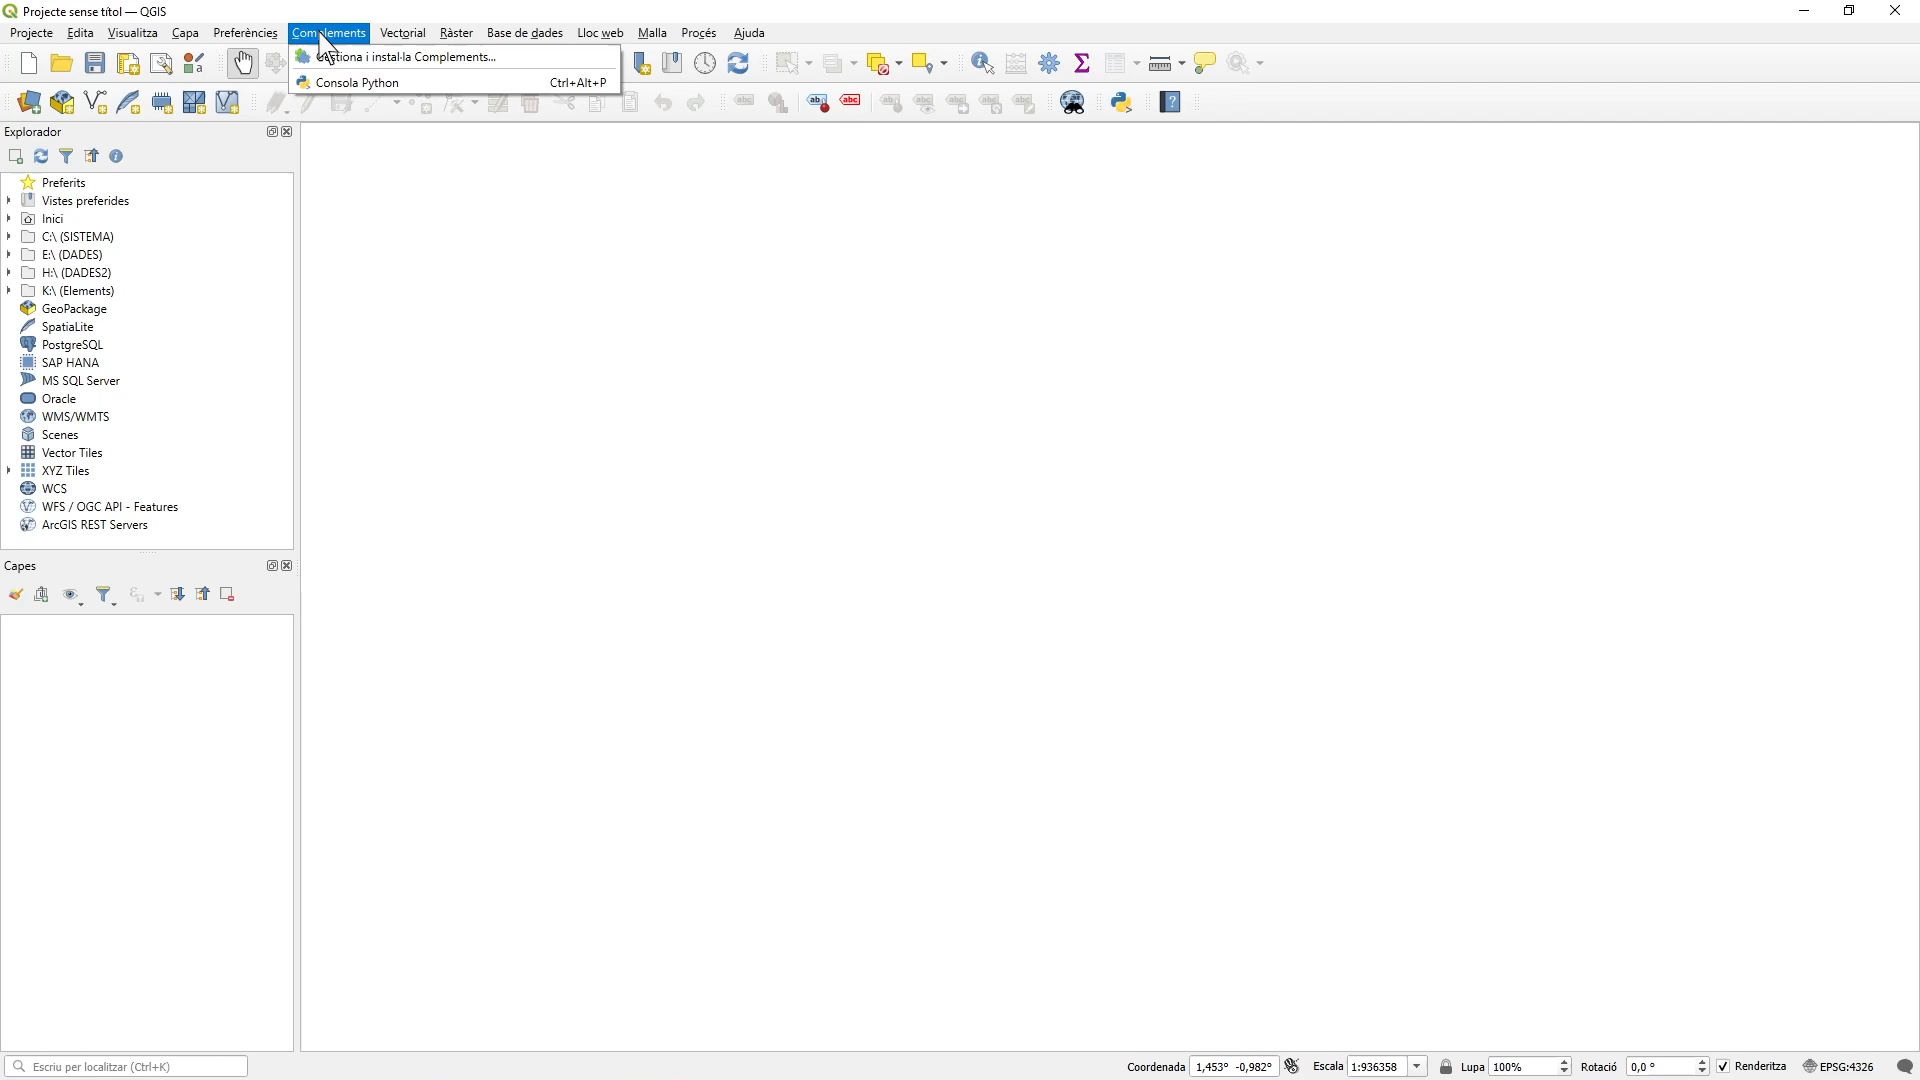 Projecte sense títol — QGIS
Projecte Edita Visualitza Capa Preferències Complements Vectorial Ràster Base de dades Lloc web Malla Procés Ajuda
Gestiona i instal·la Complements...
Consola Python Ctrl+Alt+P
Explorador
Preferits
Vistes preferides
Inici
C:\ (SISTEMA)
E:\ (DADES)
H:\ (DADES2)
K:\ (Elements)
GeoPackage
SpatiaLite
PostgreSQL
SAP HANA
MS SQL Server
Oracle
WMS/WMTS
Scenes
Vector Tiles
XYZ Tiles
WCS
WFS / OGC API - Features
ArcGIS REST Servers
Capes
Escriu per localitzar (Ctrl+K) Coordenada 1,453° -0,982° Escala 1:936358 Lupa 100% Rotació 0,0 ° Renderitza EPSG:4326